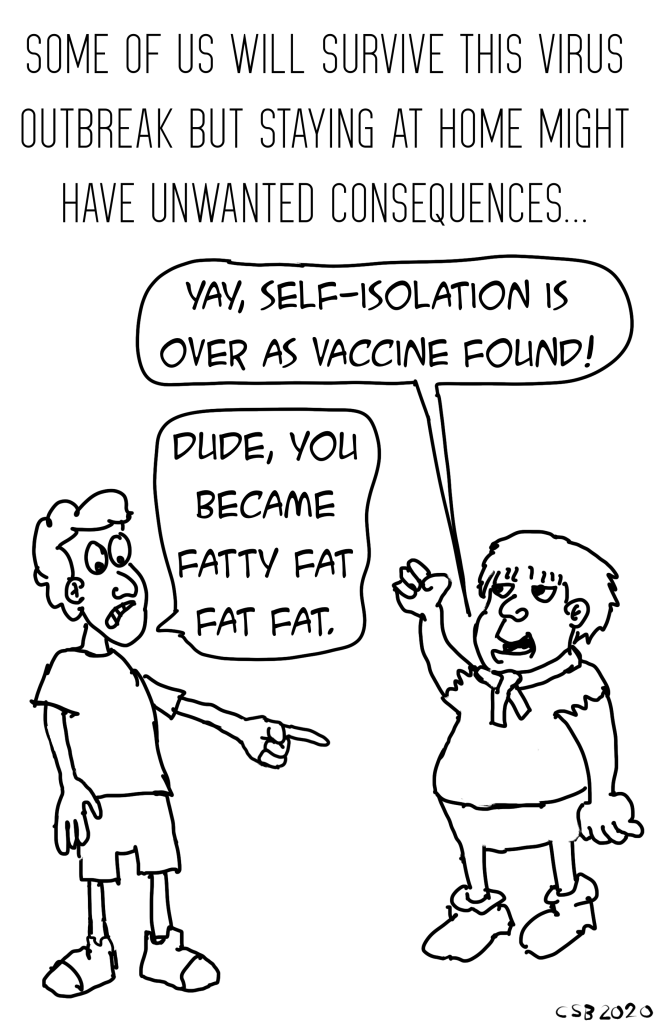 SOME OF US WILL SURVIVE THIS VIRUS
OUTBREAK BUT STAYING AT HOME MIGHT
HAVE UNWANTED CONSEQUENCES...
YAY, SELF-ISOLATION IS
OVER AS VACCINE FOUND!
DUDE, YOU
BECAME
FATTY FAT
FAT FAT.
CSB 2020